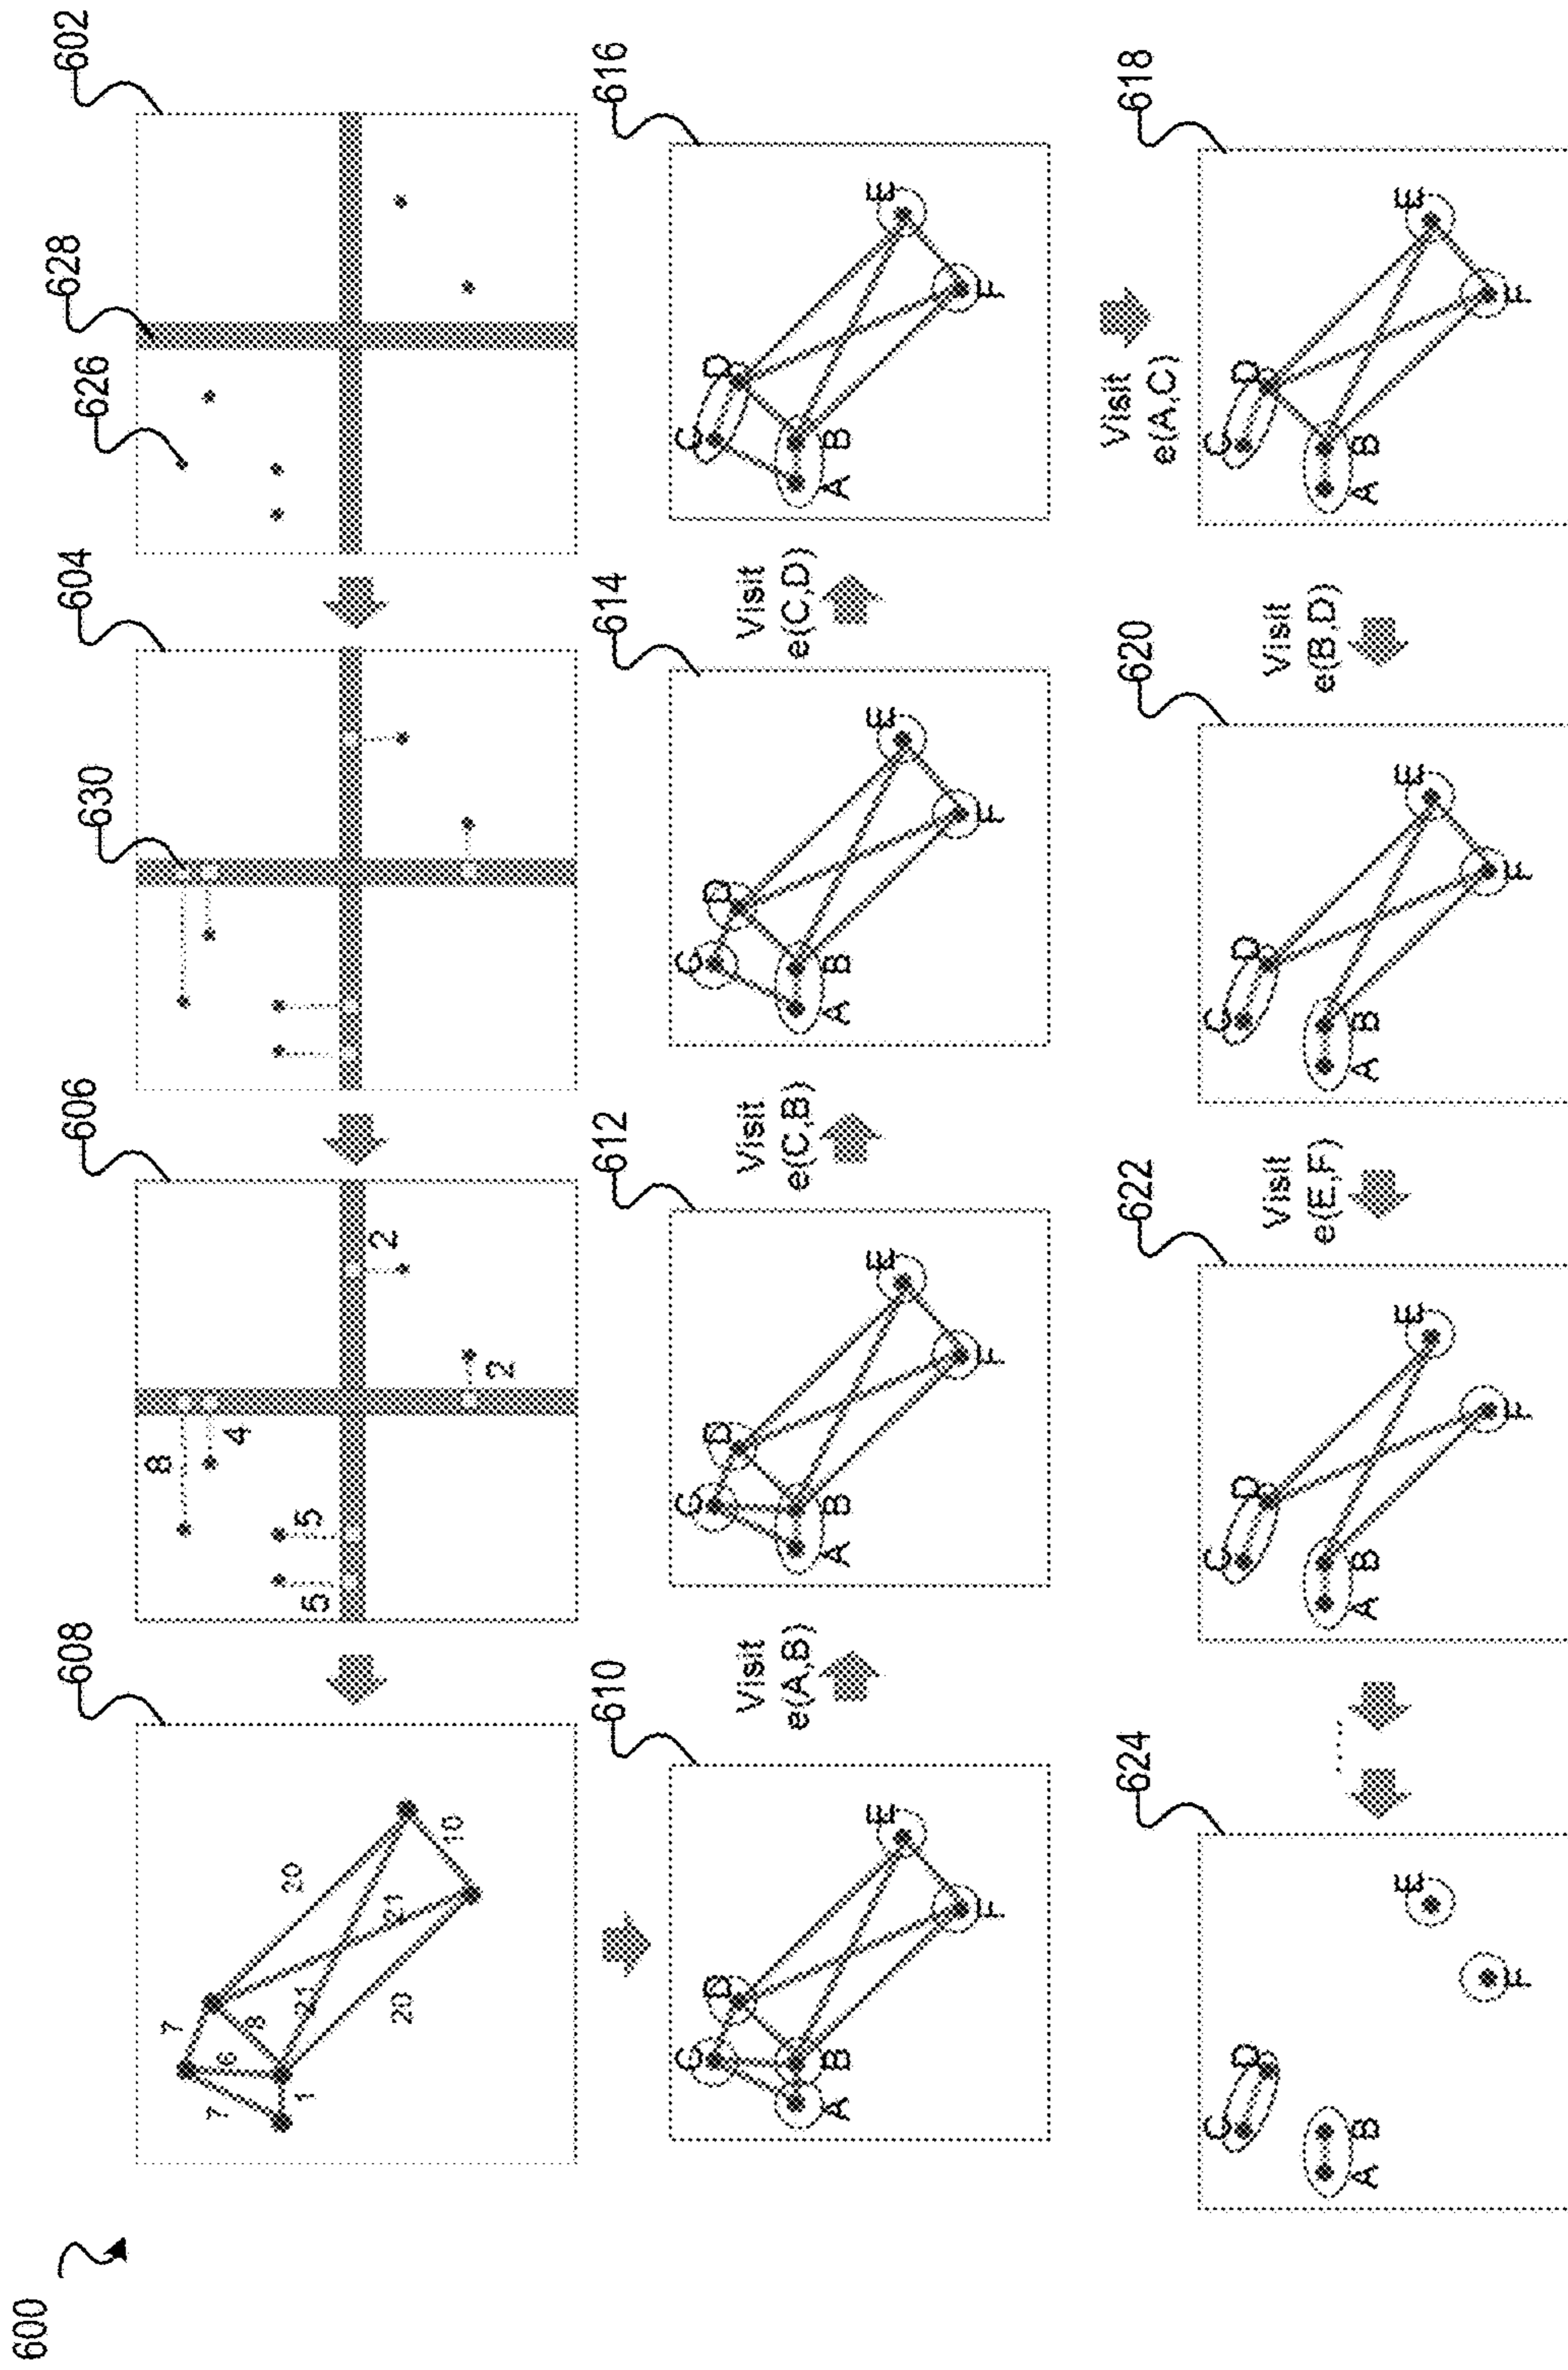 600
602
628
626
604
630
606
8
4
5
5
2
2
608
7
7
6
8
1
20
21
21
20
10
610
A
B
C
D
E
F
Visit
e(A,B)
612
A
B
C
D
E
F
Visit
e(C,B)
614
A
B
C
D
E
F
Visit
e(C,D)
616
A
B
C
D
E
F
Visit
e(A,C)
618
A
B
C
D
E
F
Visit
e(B,D)
620
A
B
C
D
E
F
Visit
e(E,F)
622
A
B
C
D
E
F
.....
624
A
B
C
D
E
F